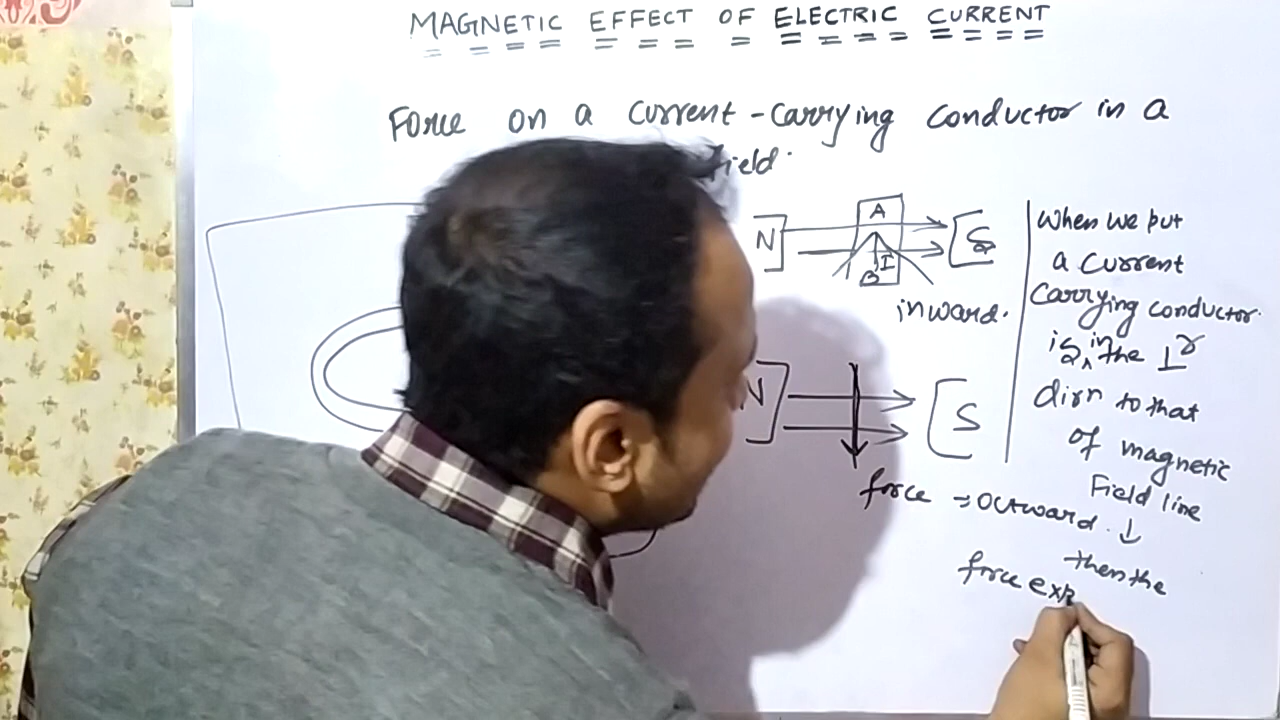 MAGNETIC EFFECT OF ELECTRIC CURRENT
Force on a current-carrying conductor in a
field.
N A S
B I
inward.
N S
force → outward.
When we put
a current
carrying conductor
is in the ⊥r
dirn to that
of magnetic
Field line
↓
then the
force exp